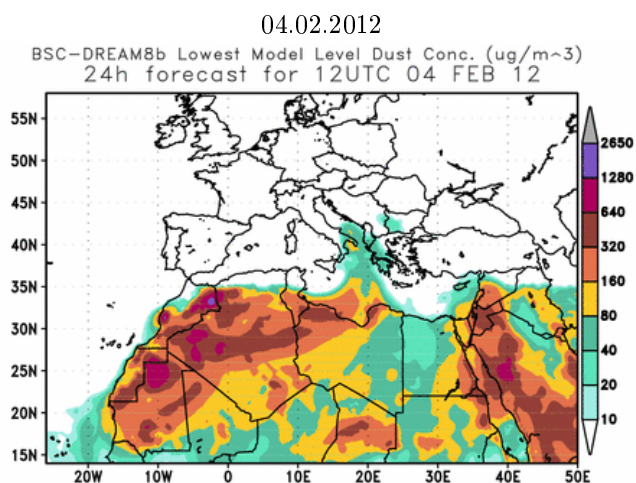 04.02.2012
BSC-DREAM8b Lowest Model Level Dust Conc. (ug/m^3)
24h forecast for 12UTC 04 FEB 12
55N
50N
45N
40N
35N
30N
25N
20N
15N
20W 10W 0 10E 20E 30E 40E 50E
2650
1280
640
320
160
80
40
20
10